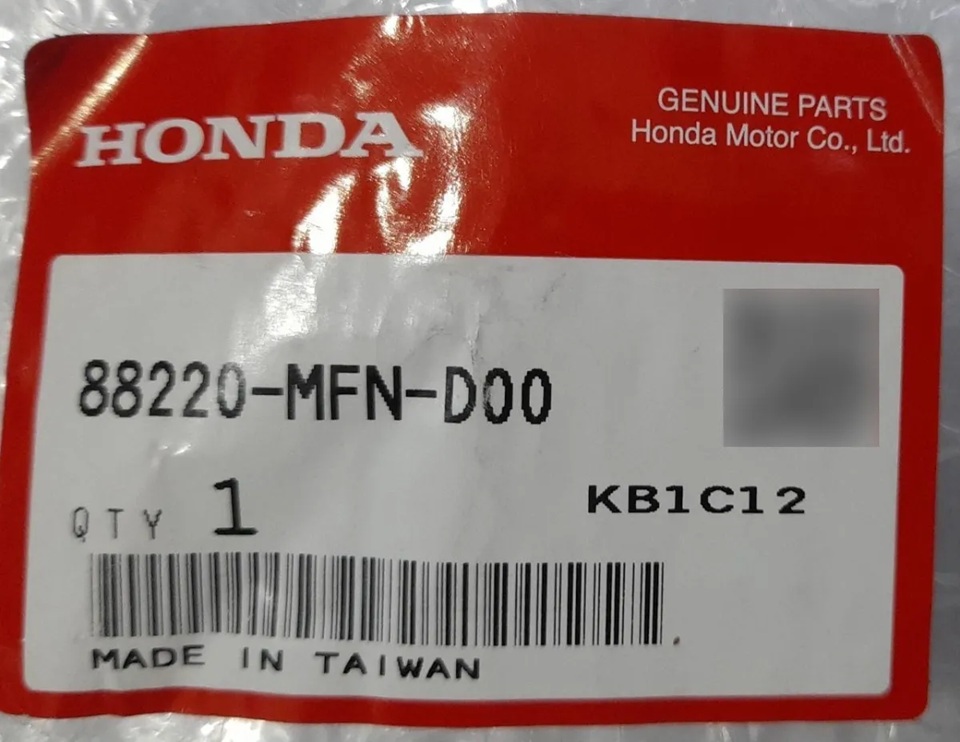 HONDA
GENUINE PARTS
Honda Motor Co., Ltd.
88220-MFN-D00
QTY 1
KB1C12
MADE IN TAIWAN